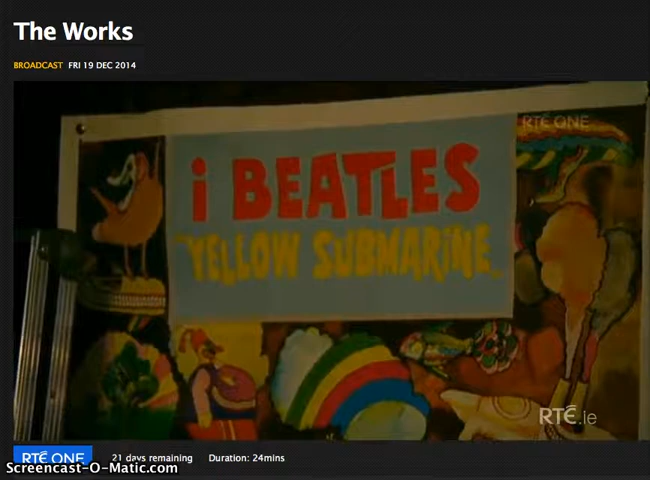 The Works
BROADCAST FRI 19 DEC 2014
RTÉ ONE
i BEATLES
YELLOW SUBMARINE
RTÉ.ie
RTÉ ONE 21 days remaining Duration: 24mins
Screencast-O-Matic.com